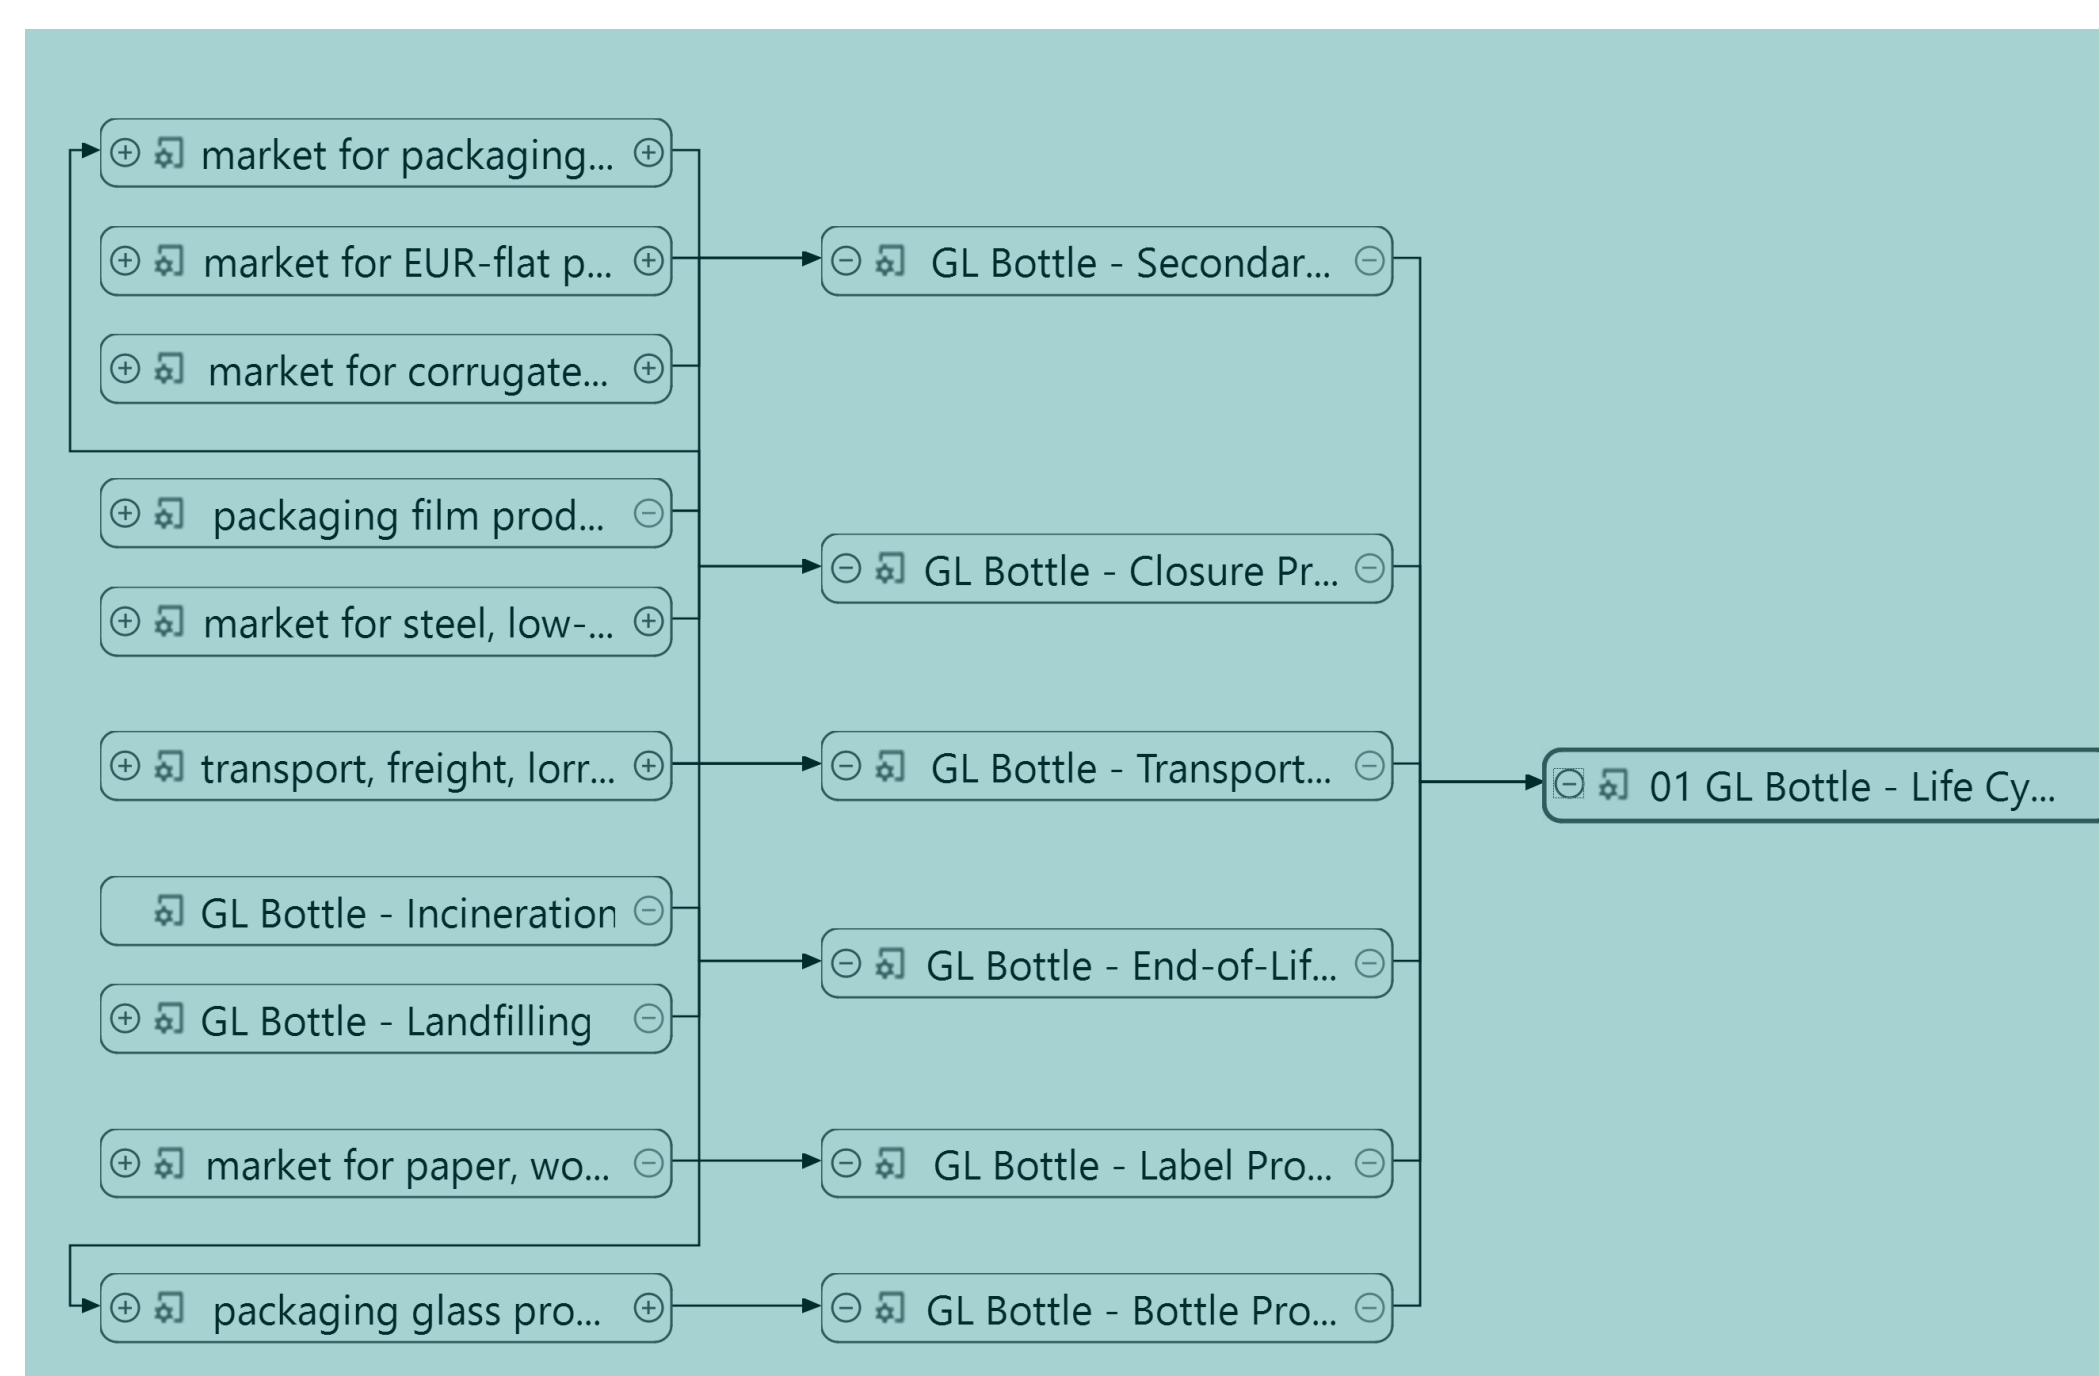 market for packaging...
market for EUR-flat p...
GL Bottle - Secondar...
market for corrugate...
packaging film prod...
GL Bottle - Closure Pr...
market for steel, low-...
transport, freight, lorr...
GL Bottle - Transport...
01 GL Bottle - Life Cy...
GL Bottle - Incineration
GL Bottle - End-of-Lif...
GL Bottle - Landfilling
market for paper, wo...
GL Bottle - Label Pro...
packaging glass pro...
GL Bottle - Bottle Pro...